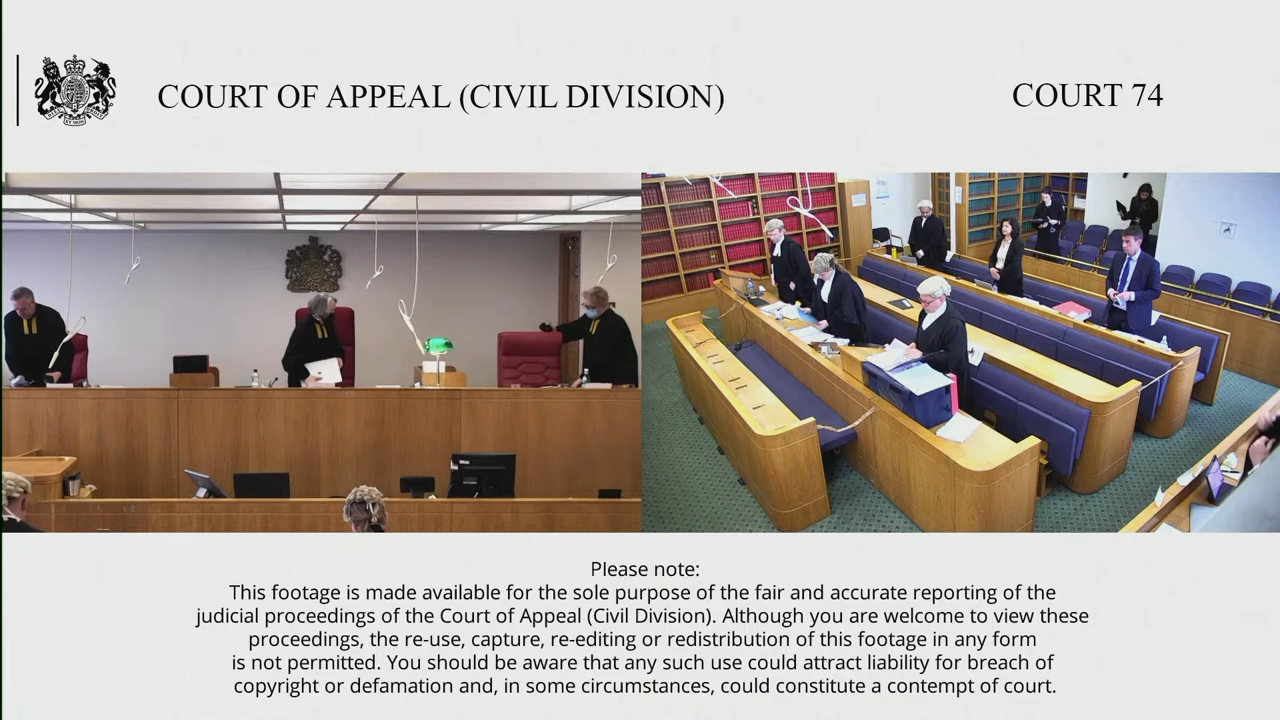 COURT OF APPEAL (CIVIL DIVISION)
COURT 74
Please note:
This footage is made available for the sole purpose of the fair and accurate reporting of the
judicial proceedings of the Court of Appeal (Civil Division). Although you are welcome to view these
proceedings, the re-use, capture, re-editing or redistribution of this footage in any form
is not permitted. You should be aware that any such use could attract liability for breach of
copyright or defamation and, in some circumstances, could constitute a contempt of court.